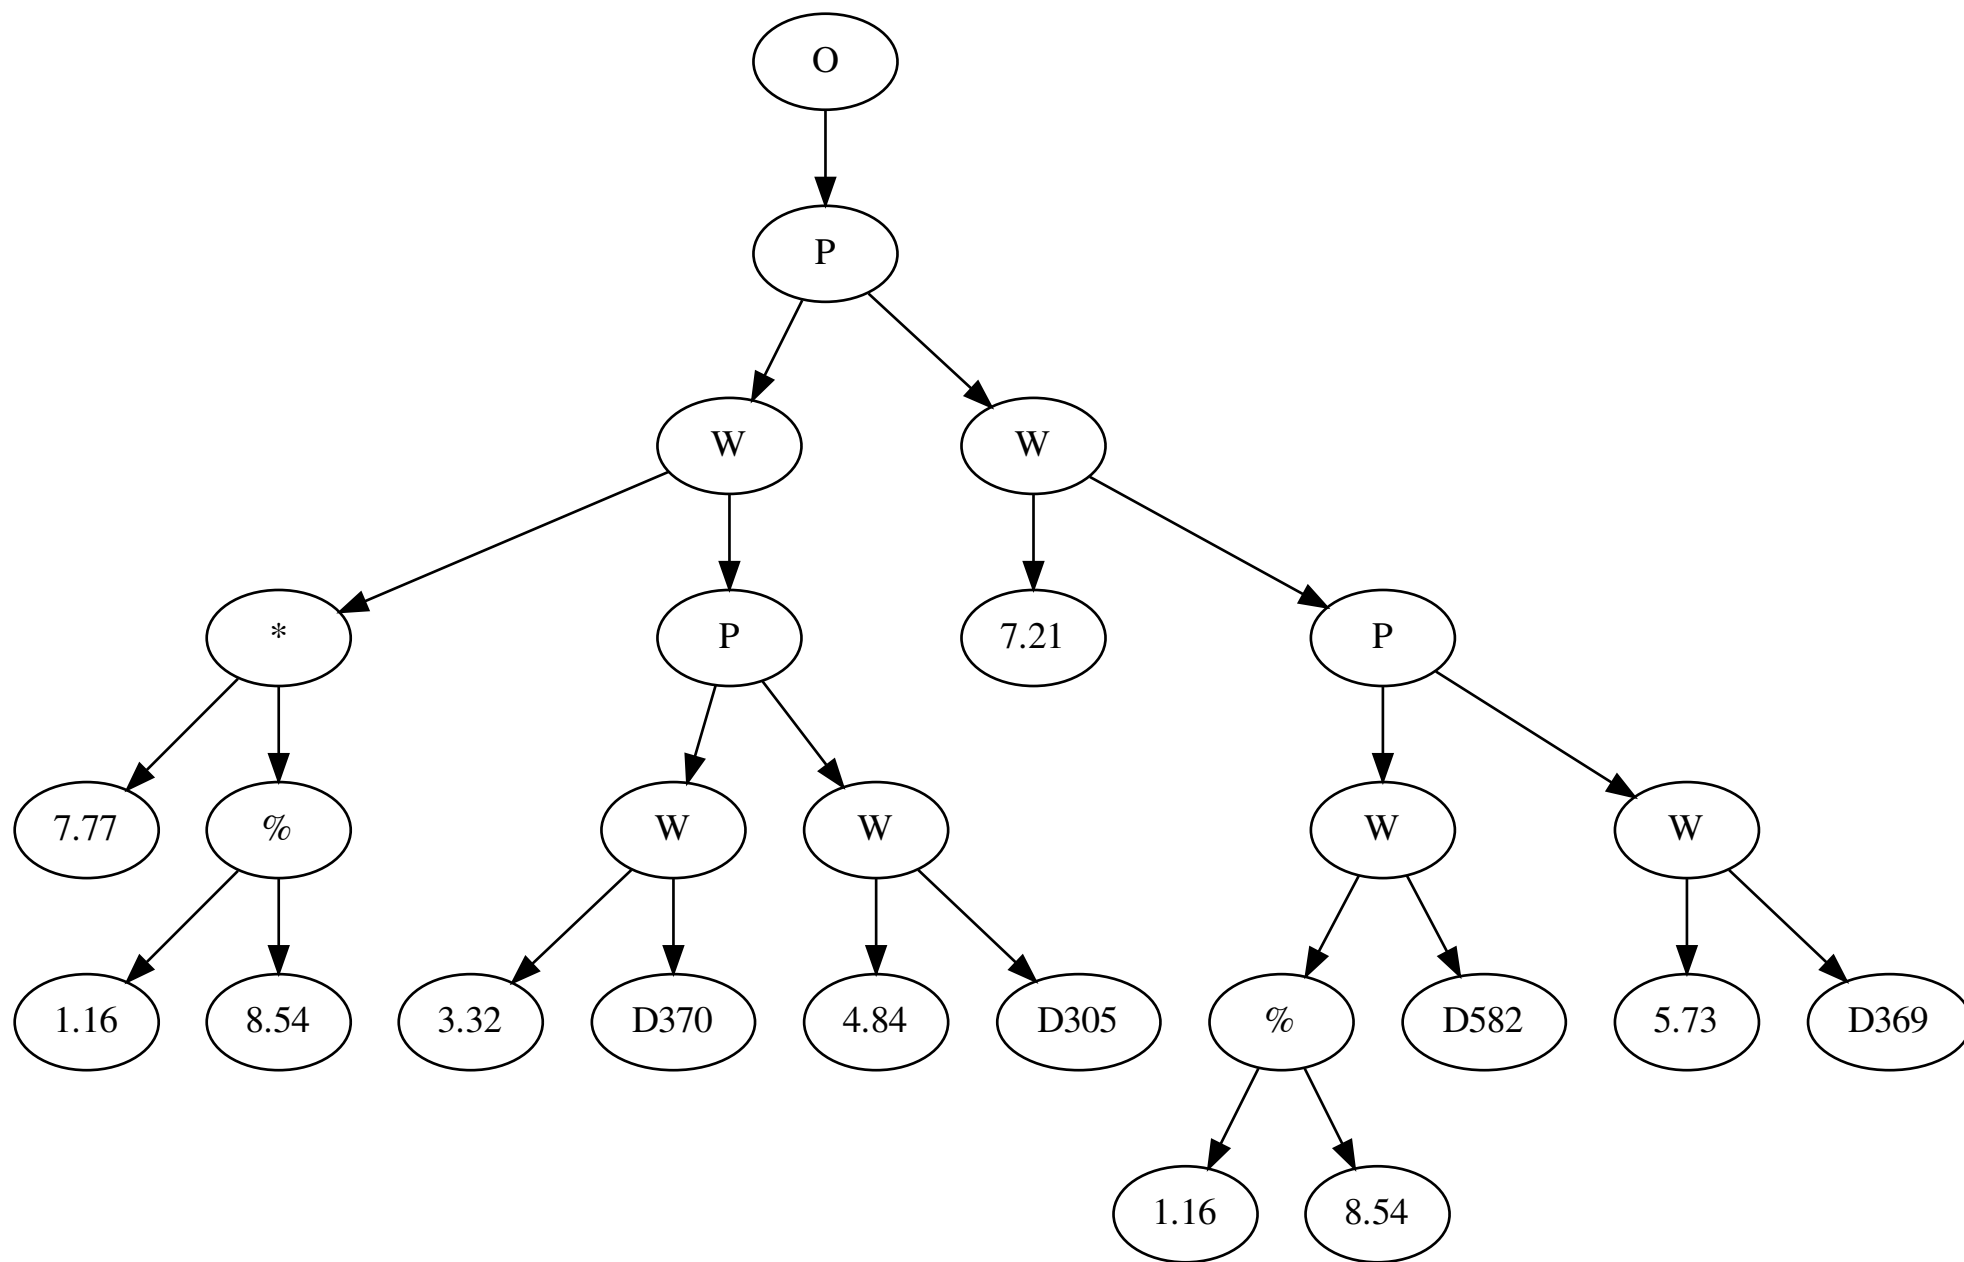 O
P
W W
* P 7.21 P
7.77 % W W W W
1.16 8.54 3.32 D370 4.84 D305 % D582 5.73 D369
1.16 8.54